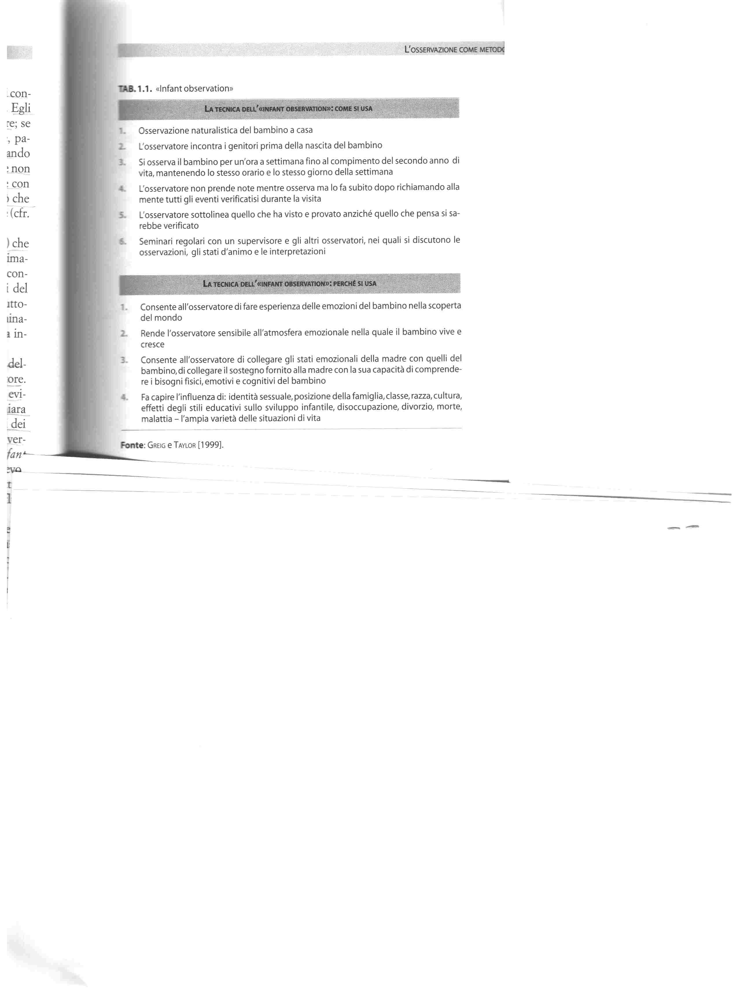 con-
Egli
re; se
, pa-
ando
non
con
che
(cfr.
) che
ima-
con-
i del
utto-
ina-
a in-
del-
ore.
evi-
iara
dei
ver-
L'OSSERVAZIONE COME METODO
TAB. 1.1. «Infant observation»
LA TECNICA DELL'«INFANT OBSERVATION»: COME SI USA
1. Osservazione naturalistica del bambino a casa
2. L'osservatore incontra i genitori prima della nascita del bambino
3. Si osserva il bambino per un'ora a settimana fino al compimento del secondo anno di
vita, mantenendo lo stesso orario e lo stesso giorno della settimana
4. L'osservatore non prende note mentre osserva ma lo fa subito dopo richiamando alla
mente tutti gli eventi verificatisi durante la visita
5. L'osservatore sottolinea quello che ha visto e provato anziché quello che pensa si sa-
rebbe verificato
6. Seminari regolari con un supervisore e gli altri osservatori, nei quali si discutono le
osservazioni, gli stati d'animo e le interpretazioni
LA TECNICA DELL'«INFANT OBSERVATION»: PERCHÉ SI USA
1. Consente all'osservatore di fare esperienza delle emozioni del bambino nella scoperta
del mondo
2. Rende l'osservatore sensibile all'atmosfera emozionale nella quale il bambino vive e
cresce
3. Consente all'osservatore di collegare gli stati emozionali della madre con quelli del
bambino, di collegare il sostegno fornito alla madre con la sua capacità di comprende-
re i bisogni fisici, emotivi e cognitivi del bambino
4. Fa capire l'influenza di: identità sessuale, posizione della famiglia, classe, razza, cultura,
effetti degli stili educativi sullo sviluppo infantile, disoccupazione, divorzio, morte,
malattia – l'ampia varietà delle situazioni di vita
Fonte: GREIG e TAYLOR [1999].